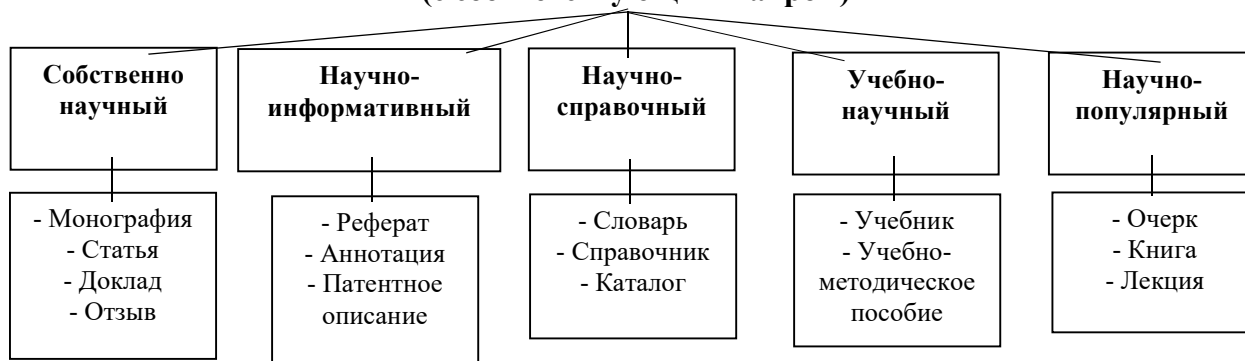 Собственно
научный
Научно-
информативный
Научно-
справочный
Учебно-
научный
Научно-
популярный
- Монография
- Статья
- Доклад
- Отзыв
- Реферат
- Аннотация
- Патентное
описание
- Словарь
- Справочник
- Каталог
- Учебник
- Учебно-
методическое
пособие
- Очерк
- Книга
- Лекция